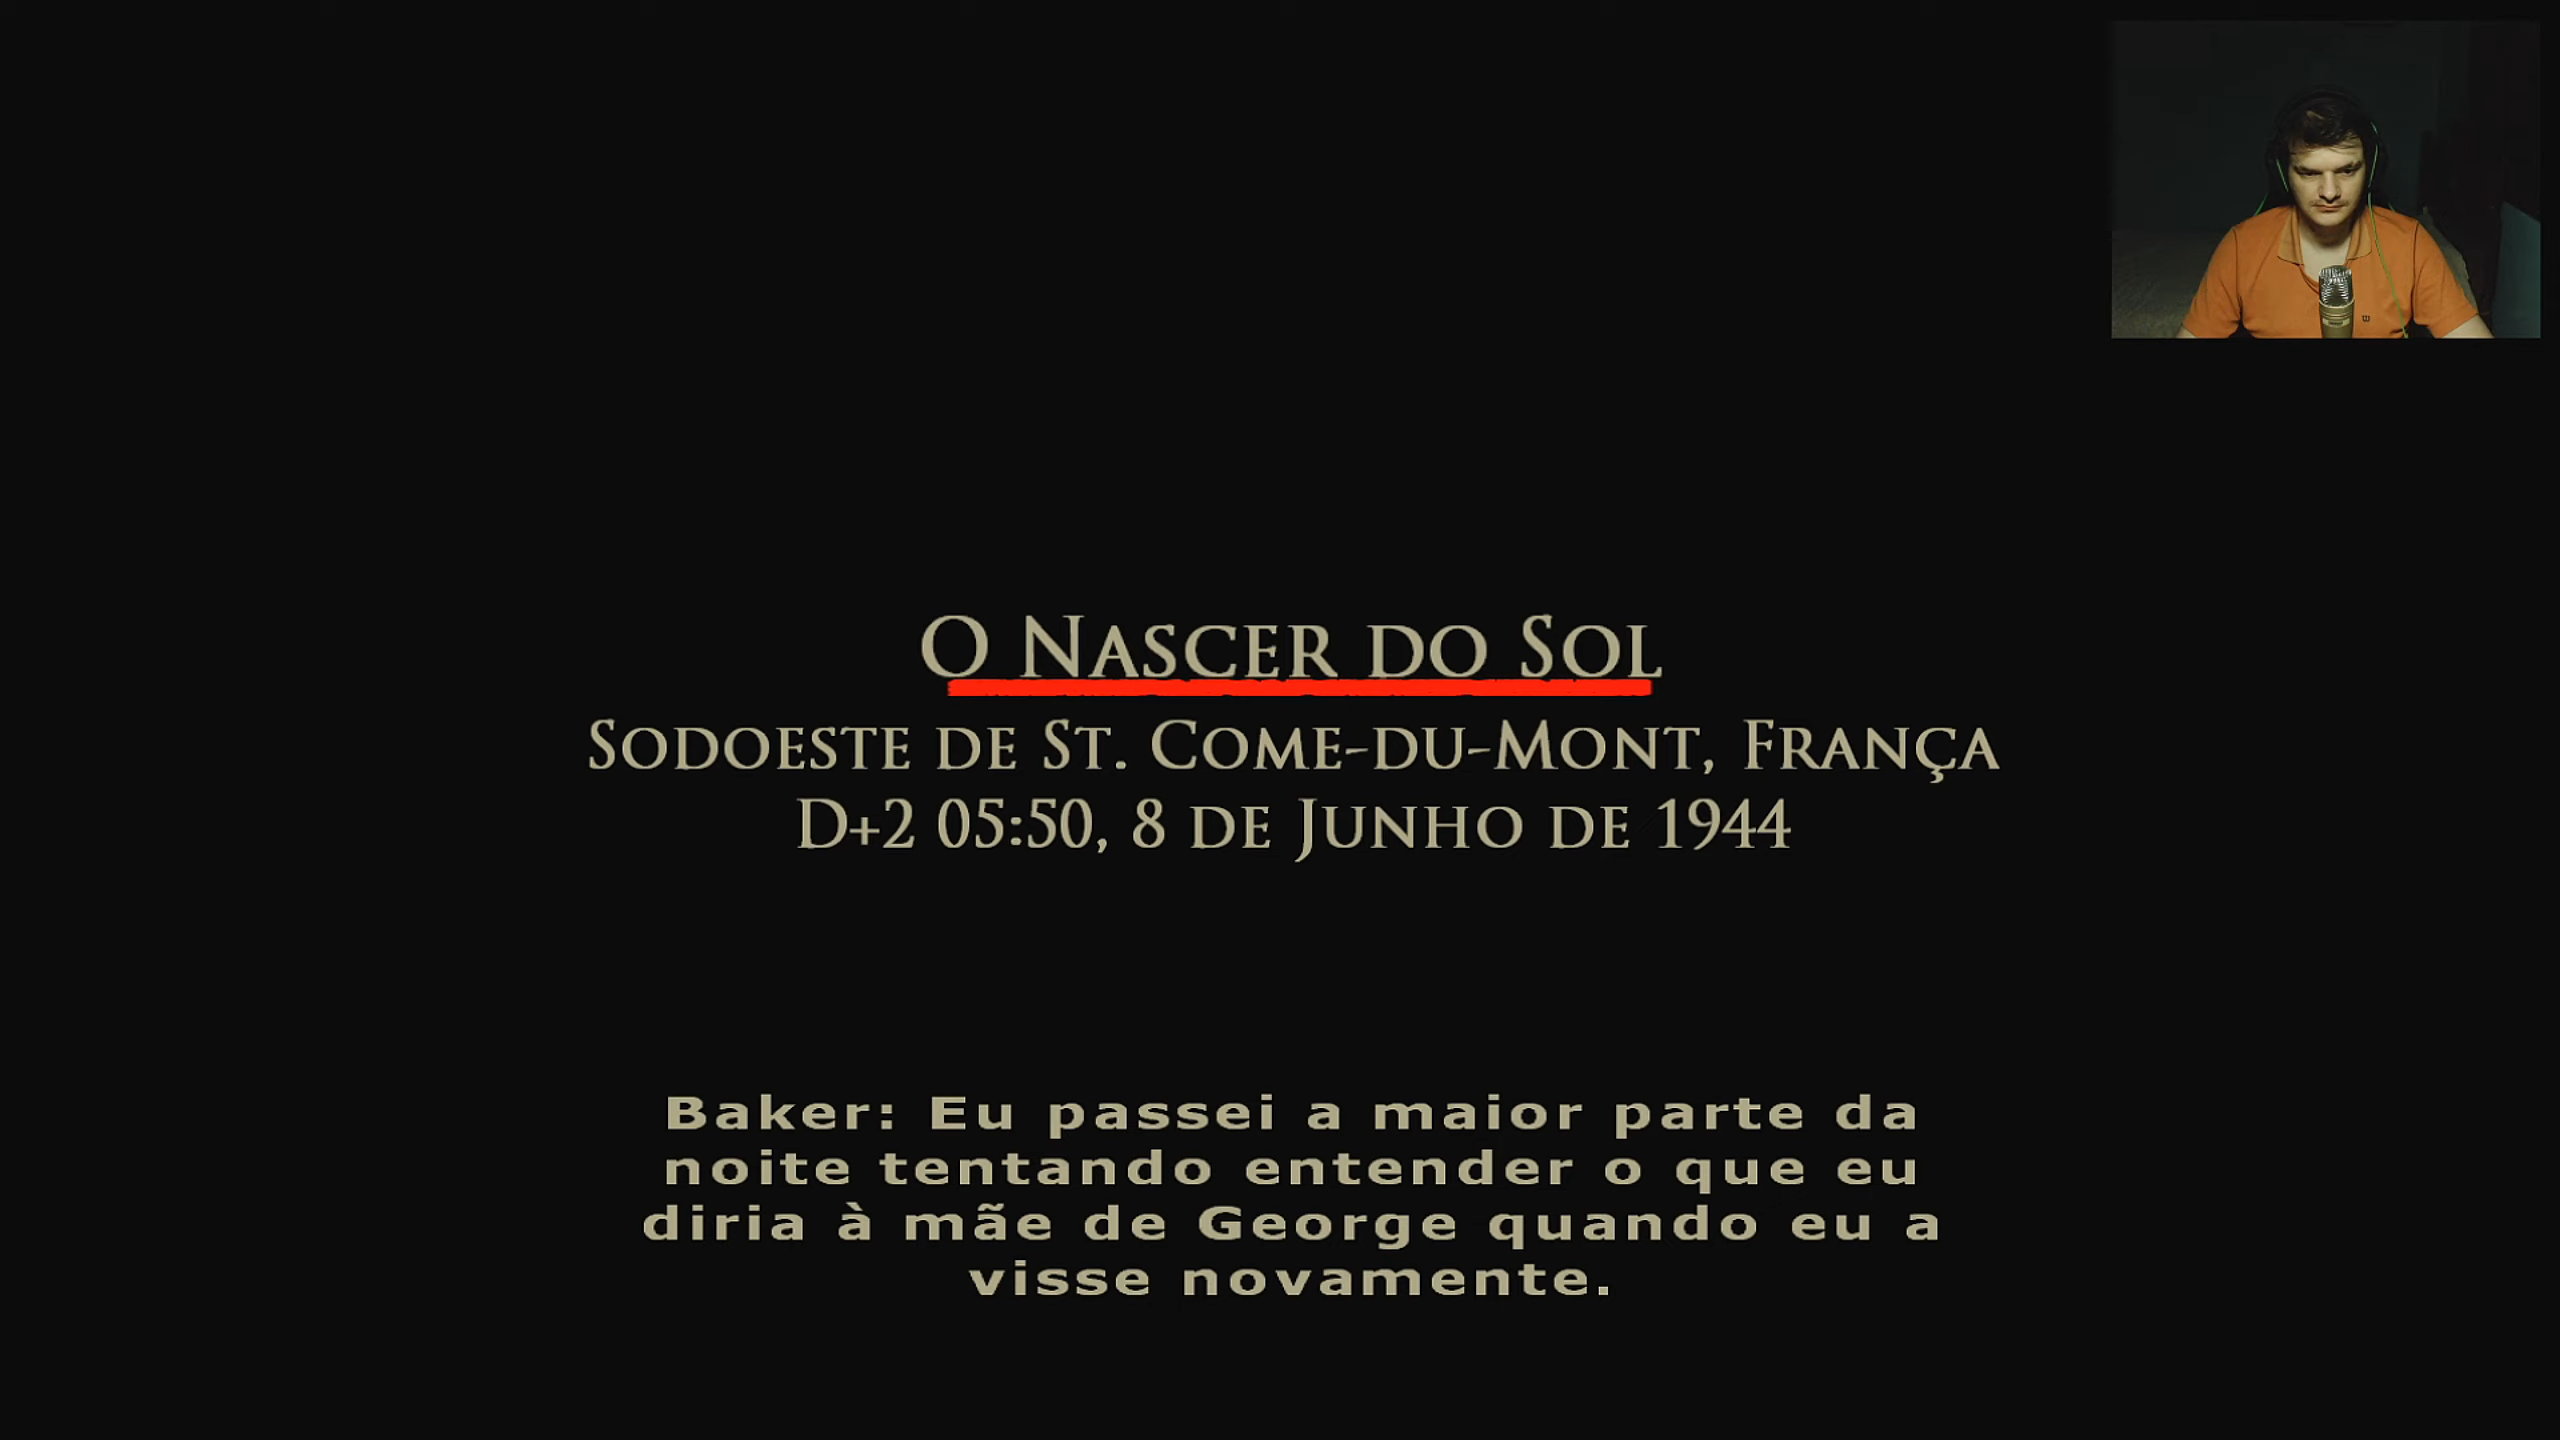 O Nascer do Sol
Sodoeste de St. Come-du-Mont, França
D+2 05:50, 8 de Junho de 1944
Baker: Eu passei a maior parte da
noite tentando entender o que eu
diria à mãe de George quando eu a
visse novamente.